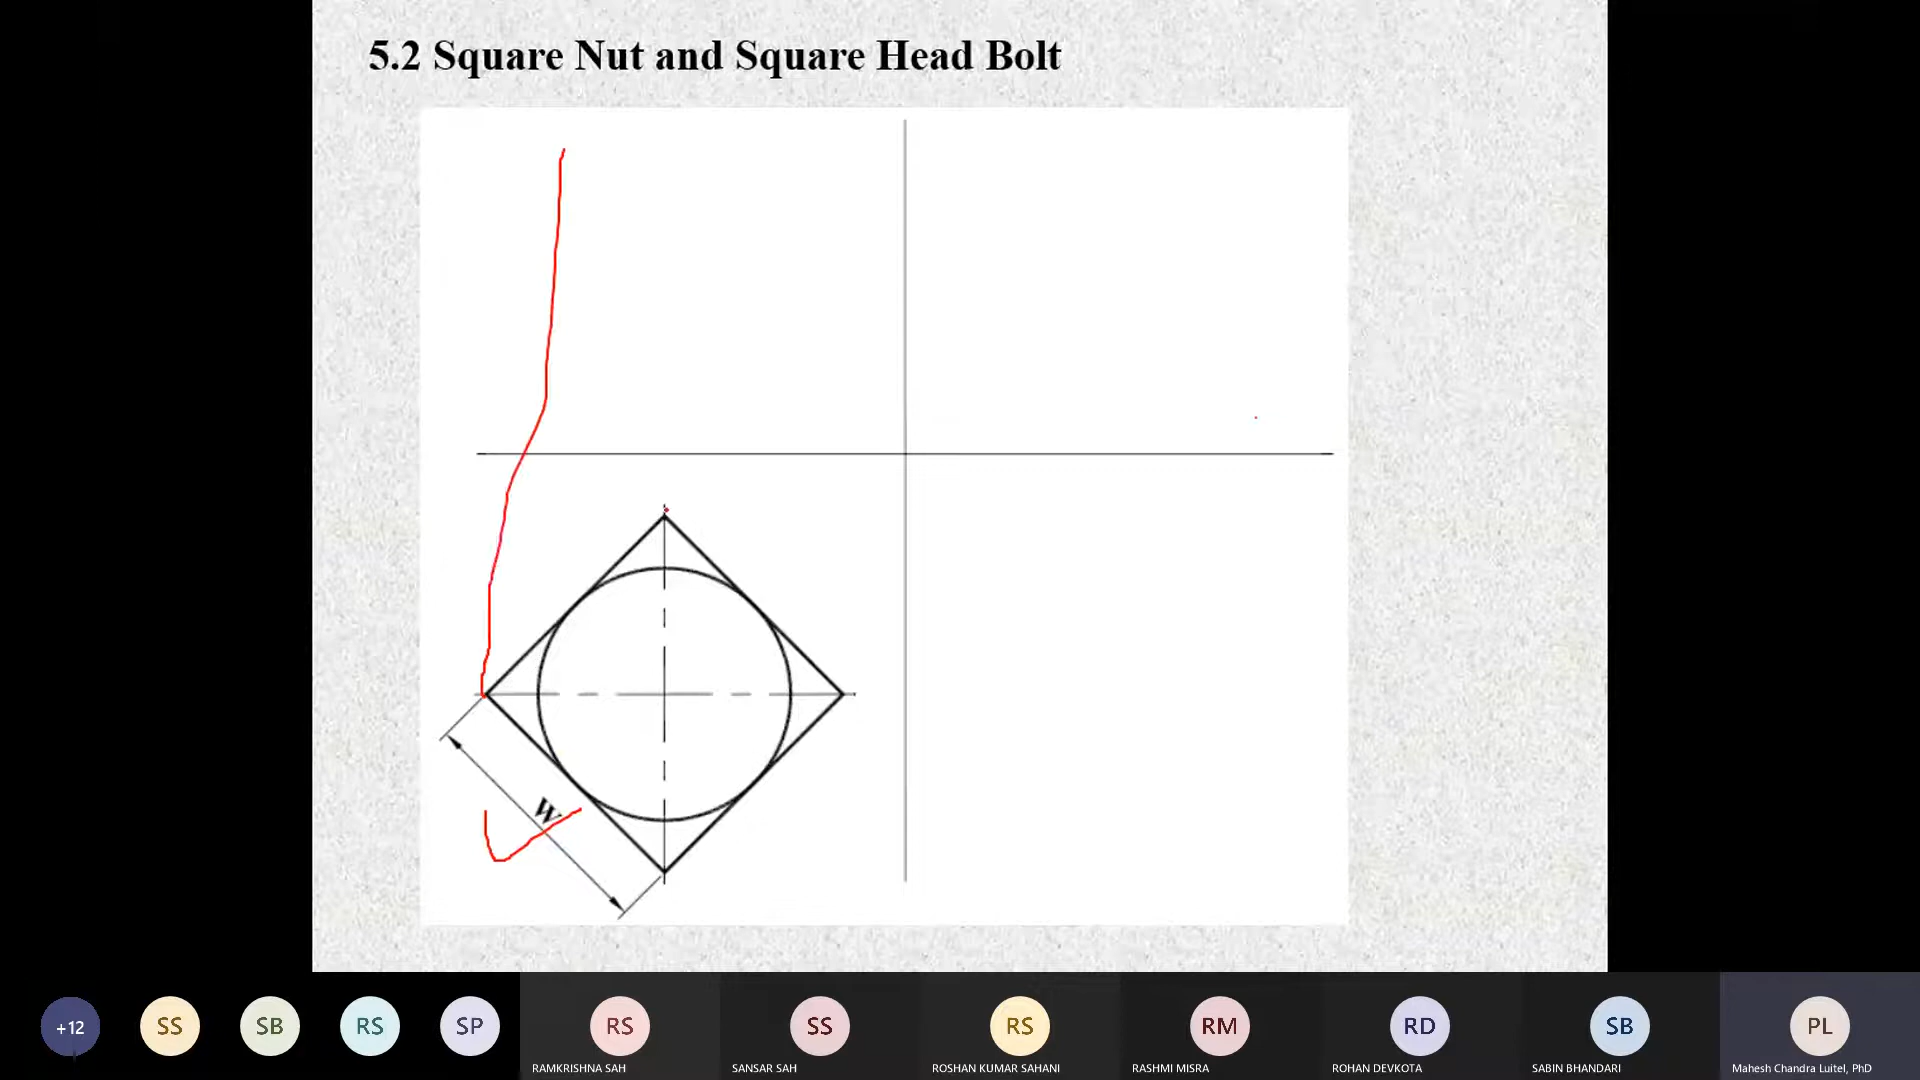 5.2 Square Nut and Square Head Bolt
W
+12
SS
SB
RS
SP
RS
SS
RS
RM
RD
SB
PL
RAMKRISHNA SAH
SANSAR SAH
ROSHAN KUMAR SAHANI
RASHMI MISRA
ROHAN DEVKOTA
SABIN BHANDARI
Mahesh Chandra Luitel, PhD